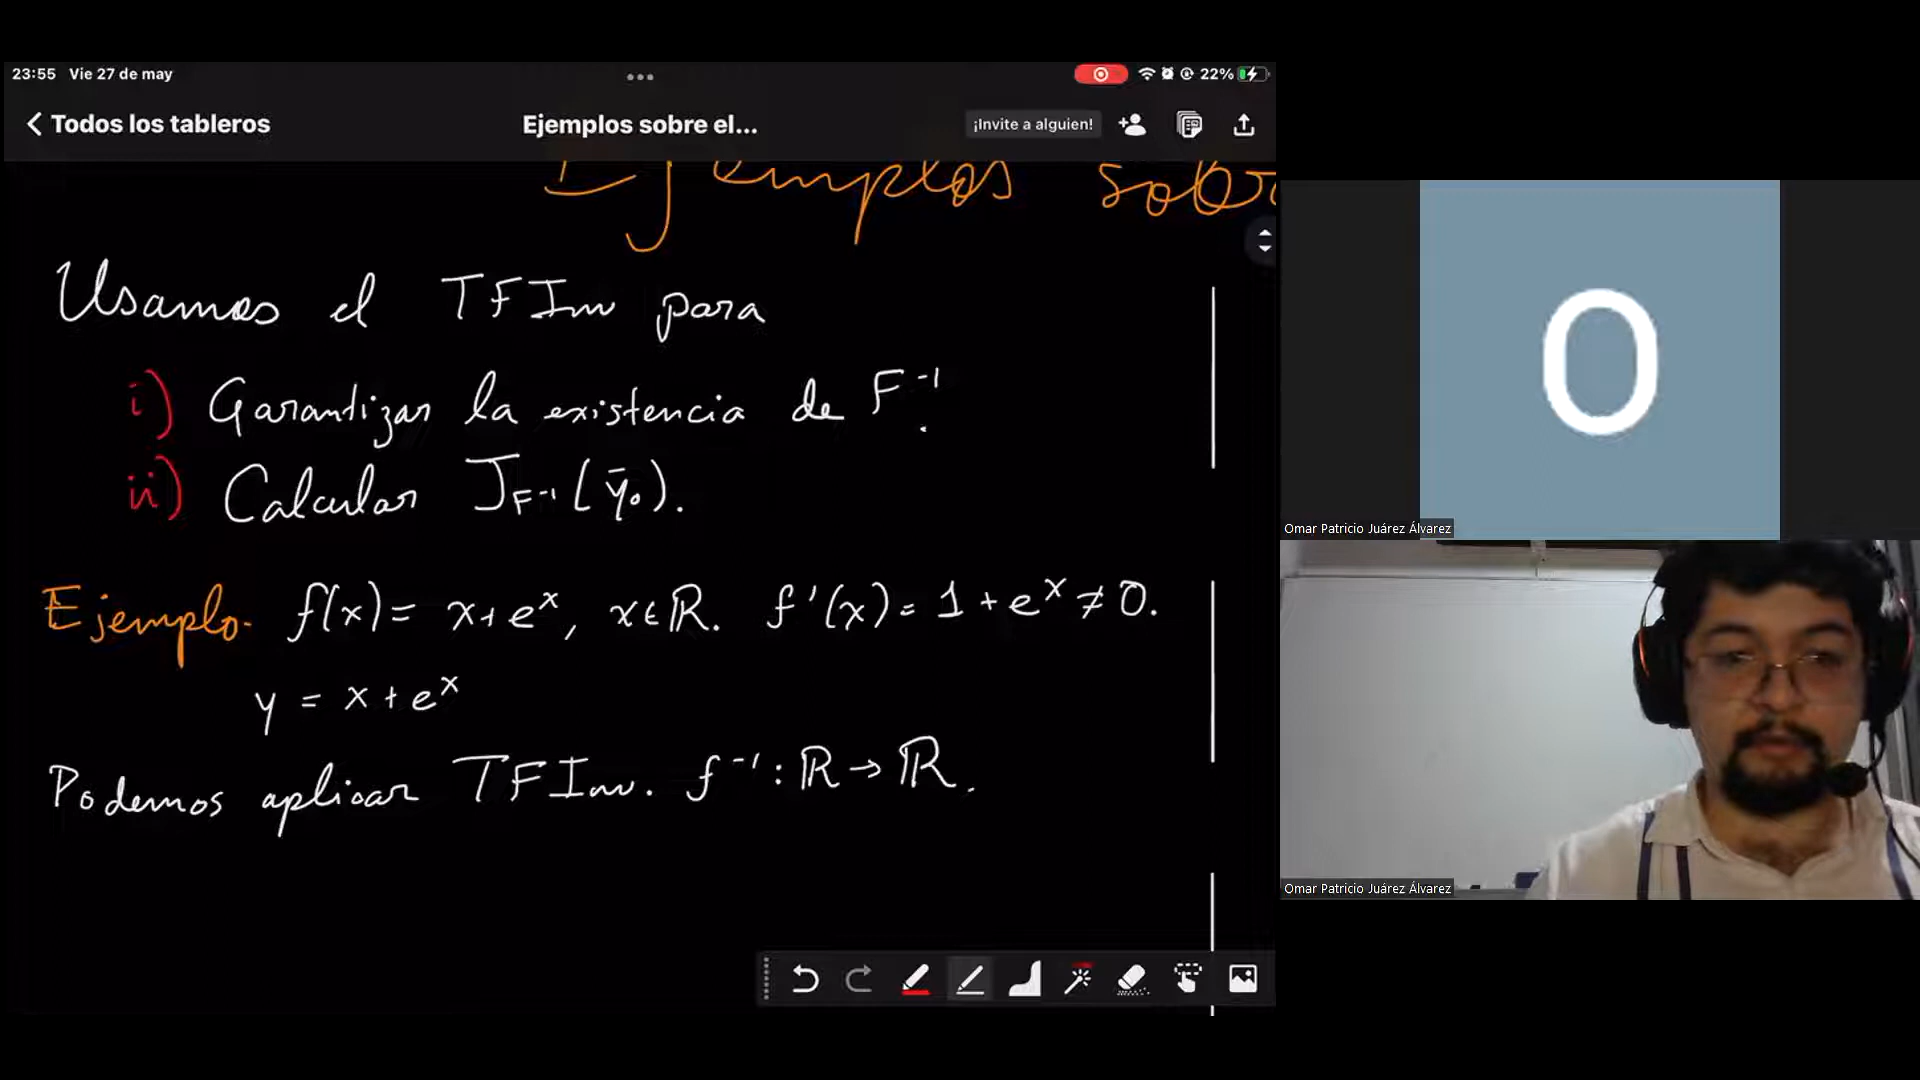 23:55 Vie 27 de may
22%
Todos los tableros
Ejemplos sobre el...
¡Invite a alguien!
Ejemplos sobr
Usamos el TFInv para
i) Garantizar la existencia de F⁻¹.
ii) Calcular J_F⁻¹(ȳ₀).
Ejemplo. f(x) = x+eˣ, x∈ℝ. f'(x) = 1+eˣ ≠ 0.
y = x+eˣ
Podemos aplicar TFInv. f⁻¹: ℝ→ℝ.
O
Omar Patricio Juárez Álvarez
Omar Patricio Juárez Álvarez